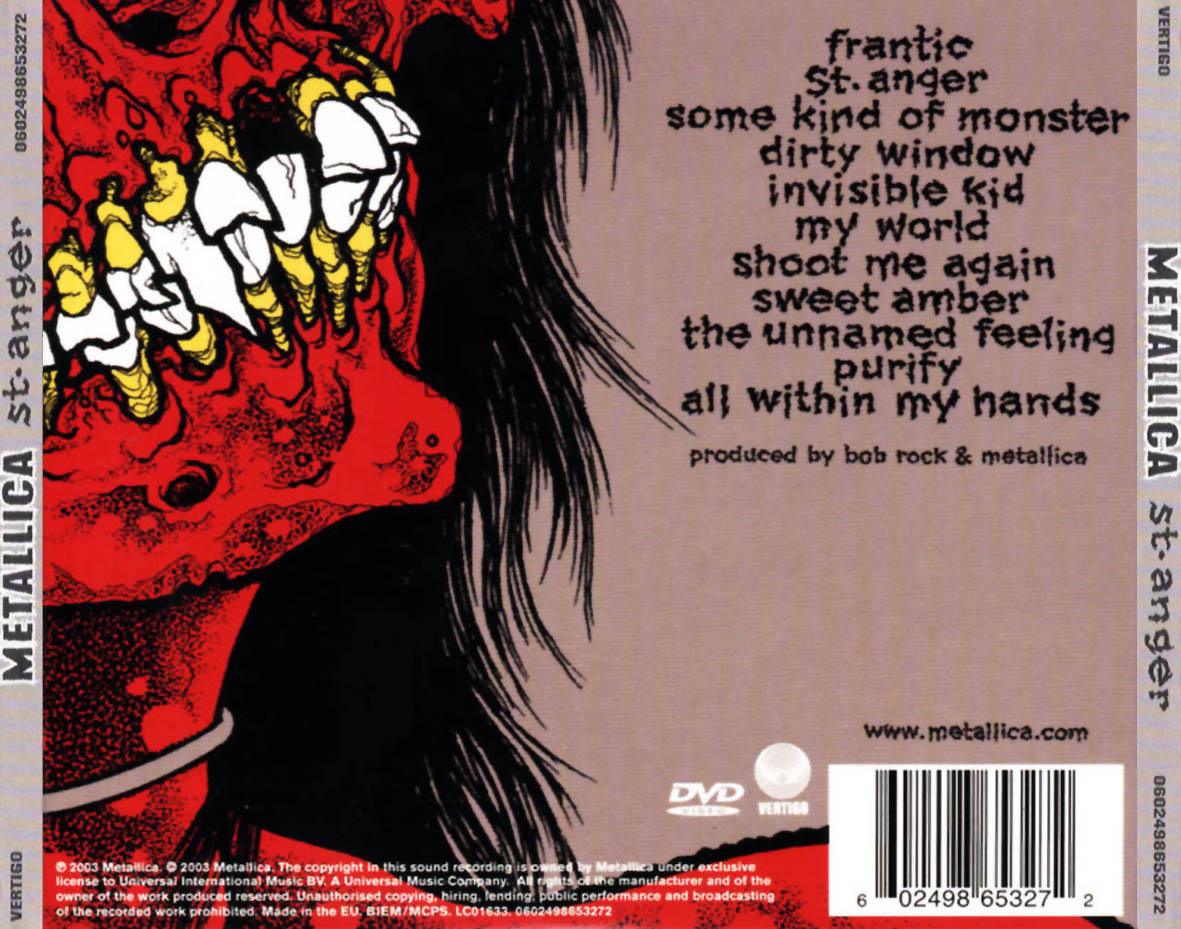 0602498653272
METALLICA st. anger
VERTIGO
frantic
St. anger
some kind of monster
dirty window
invisible kid
my world
shoot me again
sweet amber
the unnamed feeling
purify
all within my hands
produced by bob rock & metallica
www.metallica.com
DVD
VIDEO
VERTIGO
℗ 2003 Metallica. © 2003 Metallica. The copyright in this sound recording is owned by Metallica under exclusive
license to Universal International Music BV. A Universal Music Company. All rights of the manufacturer and of the
owner of the work produced reserved. Unauthorised copying, hiring, lending, public performance and broadcasting
of the recorded work prohibited. Made in the EU. BIEM/MCPS. LC01633. 0602498653272
6 02498 65327 2
VERTIGO
METALLICA st. anger
0602498653272